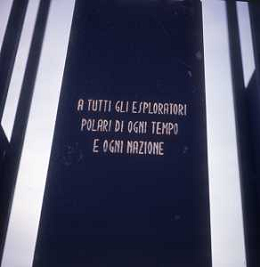 A TUTTI GLI ESPLORATORI
POLARI DI OGNI TEMPO
E OGNI NAZIONE